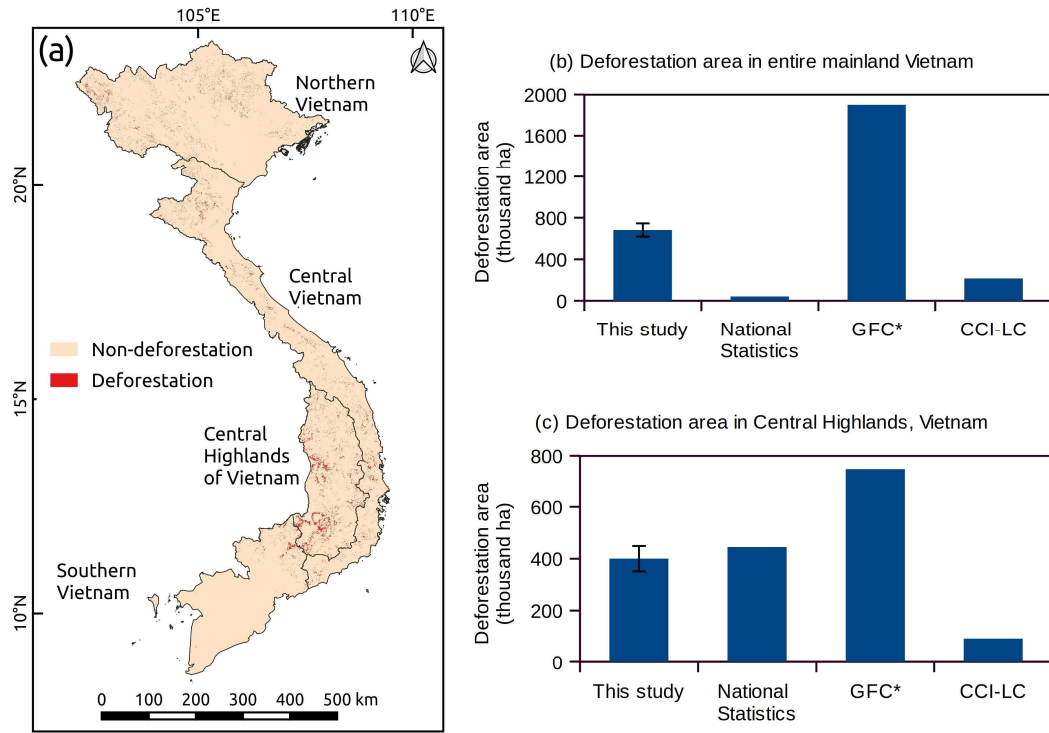 105°E
110°E
(a)
Northern
Vietnam
20°N
Central
Vietnam
Non-deforestation
Deforestation
15°N
Central
Highlands
of Vietnam
Southern
Vietnam
10°N
0 100 200 300 400 500 km
(b) Deforestation area in entire mainland Vietnam
Deforestation area
(thousand ha)
2000
1600
1200
800
400
0
This study
National
Statistics
GFC*
CCI-LC
(c) Deforestation area in Central Highlands, Vietnam
Deforestation area
(thousand ha)
800
600
400
200
0
This study
National
Statistics
GFC*
CCI-LC